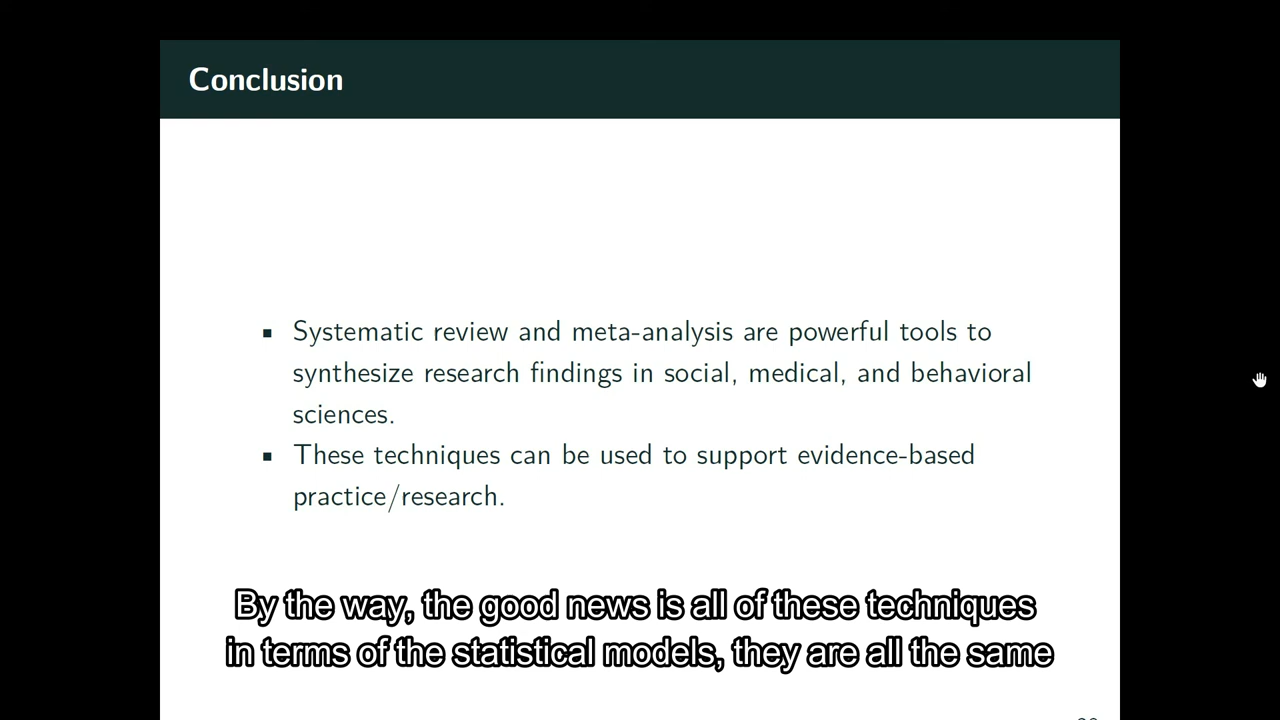 Conclusion
Systematic review and meta-analysis are powerful tools to
synthesize research findings in social, medical, and behavioral
sciences.
These techniques can be used to support evidence-based
practice/research.
By the way, the good news is all of these techniques
in terms of the statistical models, they are all the same